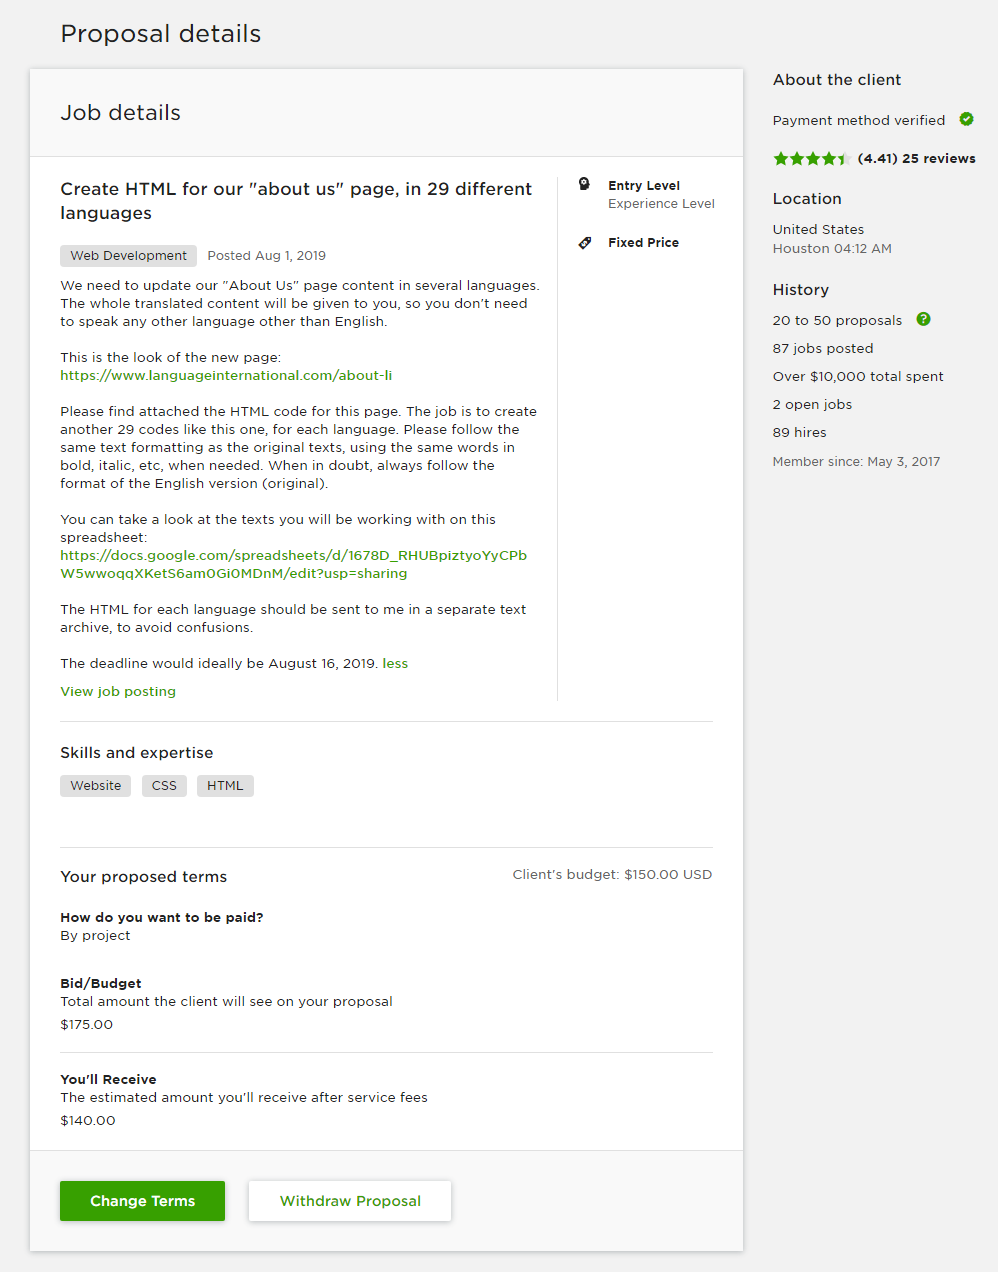 Proposal details
Job details
Create HTML for our "about us" page, in 29 different
languages
Web Development Posted Aug 1, 2019
We need to update our "About Us" page content in several languages.
The whole translated content will be given to you, so you don't need
to speak any other language other than English.
This is the look of the new page:
https://www.languageinternational.com/about-li
Please find attached the HTML code for this page. The job is to create
another 29 codes like this one, for each language. Please follow the
same text formatting as the original texts, using the same words in
bold, italic, etc, when needed. When in doubt, always follow the
format of the English version (original).
You can take a look at the texts you will be working with on this
spreadsheet:
https://docs.google.com/spreadsheets/d/1678D_RHUBpiztyoYyCPb
W5wwoqqXKetS6am0Gi0MDnM/edit?usp=sharing
The HTML for each language should be sent to me in a separate text
archive, to avoid confusions.
The deadline would ideally be August 16, 2019. less
View job posting
Entry Level
Experience Level
Fixed Price
Skills and expertise
Website CSS HTML
Your proposed terms
Client's budget: $150.00 USD
How do you want to be paid?
By project
Bid/Budget
Total amount the client will see on your proposal
$175.00
You'll Receive
The estimated amount you'll receive after service fees
$140.00
Change Terms Withdraw Proposal
About the client
Payment method verified
(4.41) 25 reviews
Location
United States
Houston 04:12 AM
History
20 to 50 proposals ?
87 jobs posted
Over $10,000 total spent
2 open jobs
89 hires
Member since: May 3, 2017